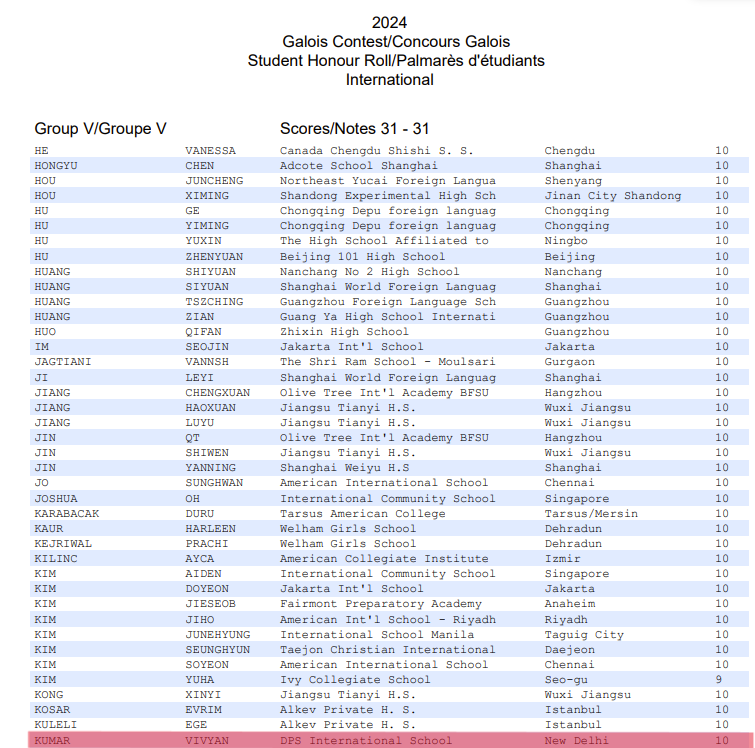 2024
Galois Contest/Concours Galois
Student Honour Roll/Palmarès d'étudiants
International
Group V/Groupe V Scores/Notes 31 - 31
HE VANESSA Canada Chengdu Shishi S. S. Chengdu 10
HONGYU CHEN Adcote School Shanghai Shanghai 10
HOU JUNCHENG Northeast Yucai Foreign Langua Shenyang 10
HOU XIMING Shandong Experimental High Sch Jinan City Shandong 10
HU GE Chongqing Depu foreign languag Chongqing 10
HU YIMING Chongqing Depu foreign languag Chongqing 10
HU YUXIN The High School Affiliated to Ningbo 10
HU ZHENYUAN Beijing 101 High School Beijing 10
HUANG SHIYUAN Nanchang No 2 High School Nanchang 10
HUANG SIYUAN Shanghai World Foreign Languag Shanghai 10
HUANG TSZCHING Guangzhou Foreign Language Sch Guangzhou 10
HUANG ZIAN Guang Ya High School Internati Guangzhou 10
HUO QIFAN Zhixin High School Guangzhou 10
IM SEOJIN Jakarta Int'l School Jakarta 10
JAGTIANI VANNSH The Shri Ram School - Moulsari Gurgaon 10
JI LEYI Shanghai World Foreign Languag Shanghai 10
JIANG CHENGXUAN Olive Tree Int'l Academy BFSU Hangzhou 10
JIANG HAOXUAN Jiangsu Tianyi H.S. Wuxi Jiangsu 10
JIANG LUYU Jiangsu Tianyi H.S. Wuxi Jiangsu 10
JIN QT Olive Tree Int'l Academy BFSU Hangzhou 10
JIN SHIWEN Jiangsu Tianyi H.S. Wuxi Jiangsu 10
JIN YANNING Shanghai Weiyu H.S Shanghai 10
JO SUNGHWAN American International School Chennai 10
JOSHUA OH International Community School Singapore 10
KARABACAK DURU Tarsus American College Tarsus/Mersin 10
KAUR HARLEEN Welham Girls School Dehradun 10
KEJRIWAL PRACHI Welham Girls School Dehradun 10
KILINC AYCA American Collegiate Institute Izmir 10
KIM AIDEN International Community School Singapore 10
KIM DOYEON Jakarta Int'l School Jakarta 10
KIM JIESEOB Fairmont Preparatory Academy Anaheim 10
KIM JIHO American Int'l School - Riyadh Riyadh 10
KIM JUNEHYUNG International School Manila Taguig City 10
KIM SEUNGHYUN Taejon Christian International Daejeon 10
KIM SOYEON American International School Chennai 10
KIM YUHA Ivy Collegiate School Seo-gu 9
KONG XINYI Jiangsu Tianyi H.S. Wuxi Jiangsu 10
KOSAR EVRIM Alkev Private H. S. Istanbul 10
KULELI EGE Alkev Private H. S. Istanbul 10
KUMAR VIVYAN DPS International School New Delhi 10